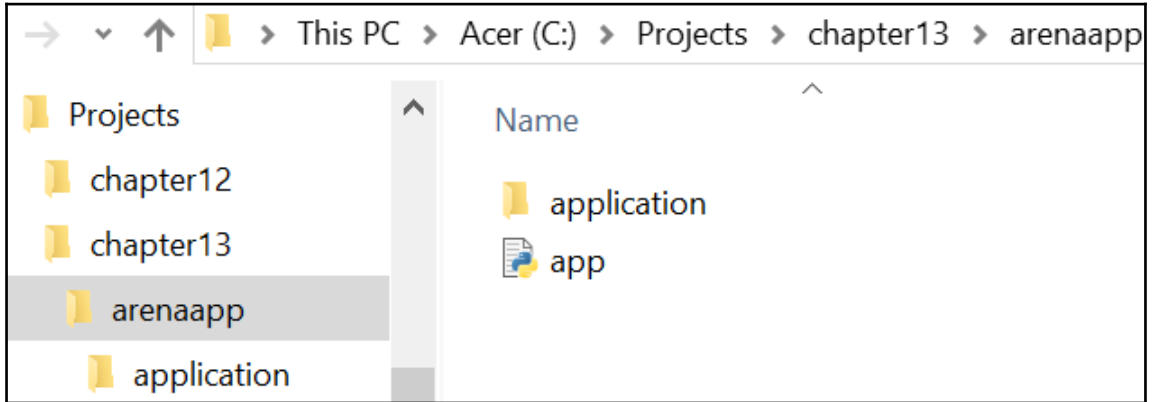 This PC > Acer (C:) > Projects > chapter13 > arenaapp
Projects
chapter12
chapter13
arenaapp
application
Name
application
app